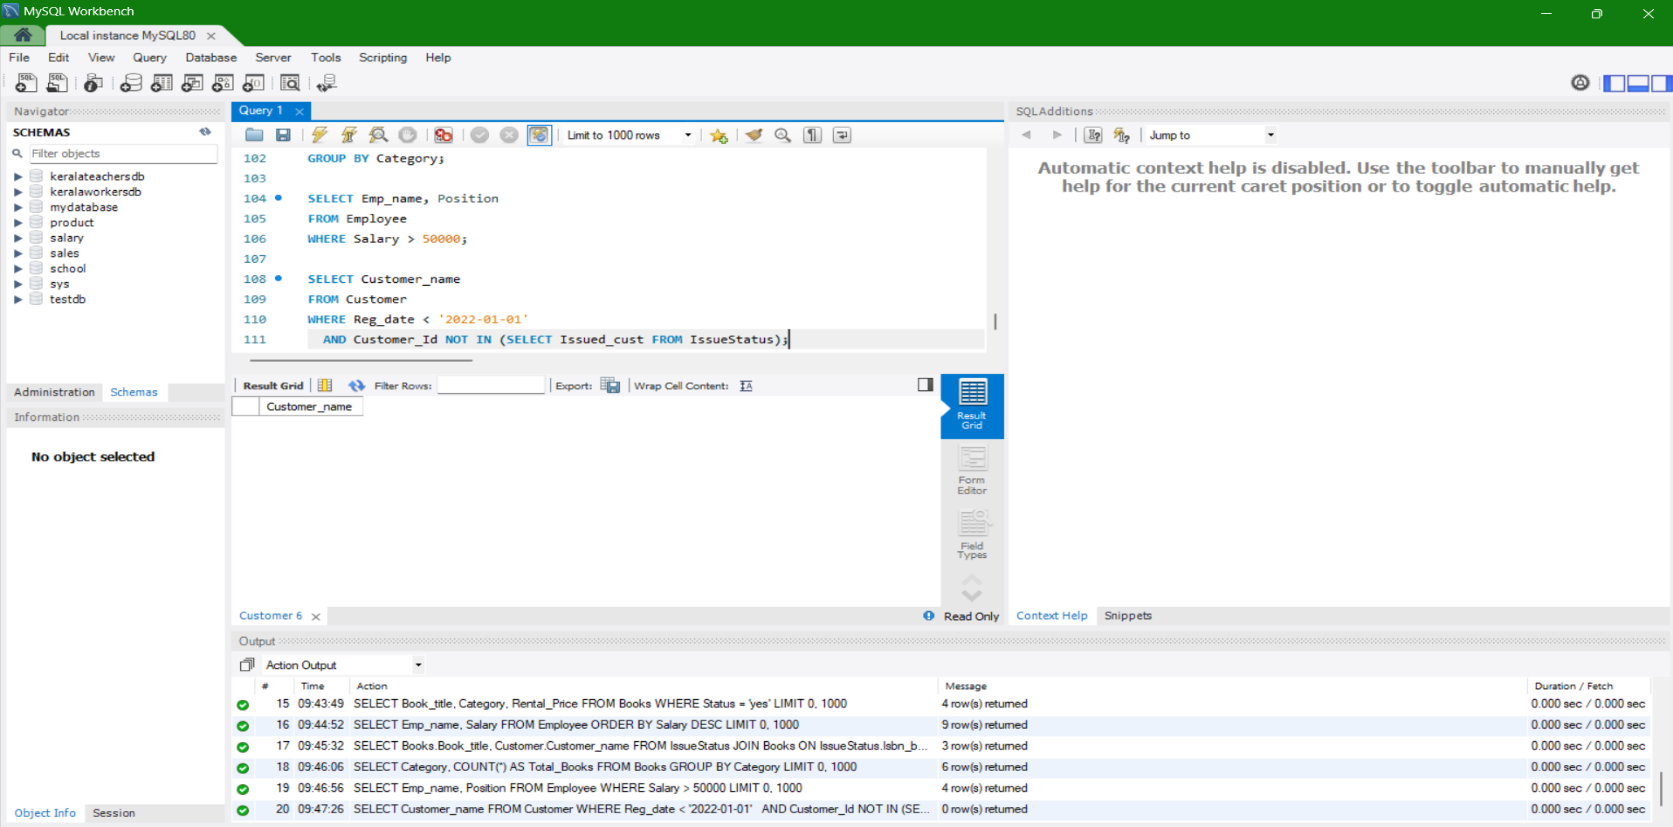 MySQL Workbench
Local instance MySQL80
File Edit View Query Database Server Tools Scripting Help
Navigator
SCHEMAS
Filter objects
keralateachersdb
keralaworkersdb
mydatabase
product
salary
sales
school
sys
testdb
Administration Schemas
Information
No object selected
Object Info Session
Query 1
Limit to 1000 rows
102 GROUP BY Category;
103
104 SELECT Emp_name, Position
105 FROM Employee
106 WHERE Salary > 50000;
107
108 SELECT Customer_name
109 FROM Customer
110 WHERE Reg_date < '2022-01-01'
111 AND Customer_Id NOT IN (SELECT Issued_cust FROM IssueStatus);
Result Grid Filter Rows: Export: Wrap Cell Content:
Customer_name
Result Grid
Form Editor
Field Types
Customer 6 Read Only
SQLAdditions
Jump to
Automatic context help is disabled. Use the toolbar to manually get
help for the current caret position or to toggle automatic help.
Context Help Snippets
Output
Action Output
# Time Action Message Duration / Fetch
15 09:43:49 SELECT Book_title, Category, Rental_Price FROM Books WHERE Status = 'yes' LIMIT 0, 1000 4 row(s) returned 0.000 sec / 0.000 sec
16 09:44:52 SELECT Emp_name, Salary FROM Employee ORDER BY Salary DESC LIMIT 0, 1000 9 row(s) returned 0.000 sec / 0.000 sec
17 09:45:32 SELECT Books.Book_title, Customer.Customer_name FROM IssueStatus JOIN Books ON IssueStatus.Isbn_b... 3 row(s) returned 0.000 sec / 0.000 sec
18 09:46:06 SELECT Category, COUNT(*) AS Total_Books FROM Books GROUP BY Category LIMIT 0, 1000 6 row(s) returned 0.000 sec / 0.000 sec
19 09:46:56 SELECT Emp_name, Position FROM Employee WHERE Salary > 50000 LIMIT 0, 1000 4 row(s) returned 0.000 sec / 0.000 sec
20 09:47:26 SELECT Customer_name FROM Customer WHERE Reg_date < '2022-01-01' AND Customer_Id NOT IN (SE... 0 row(s) returned 0.000 sec / 0.000 sec